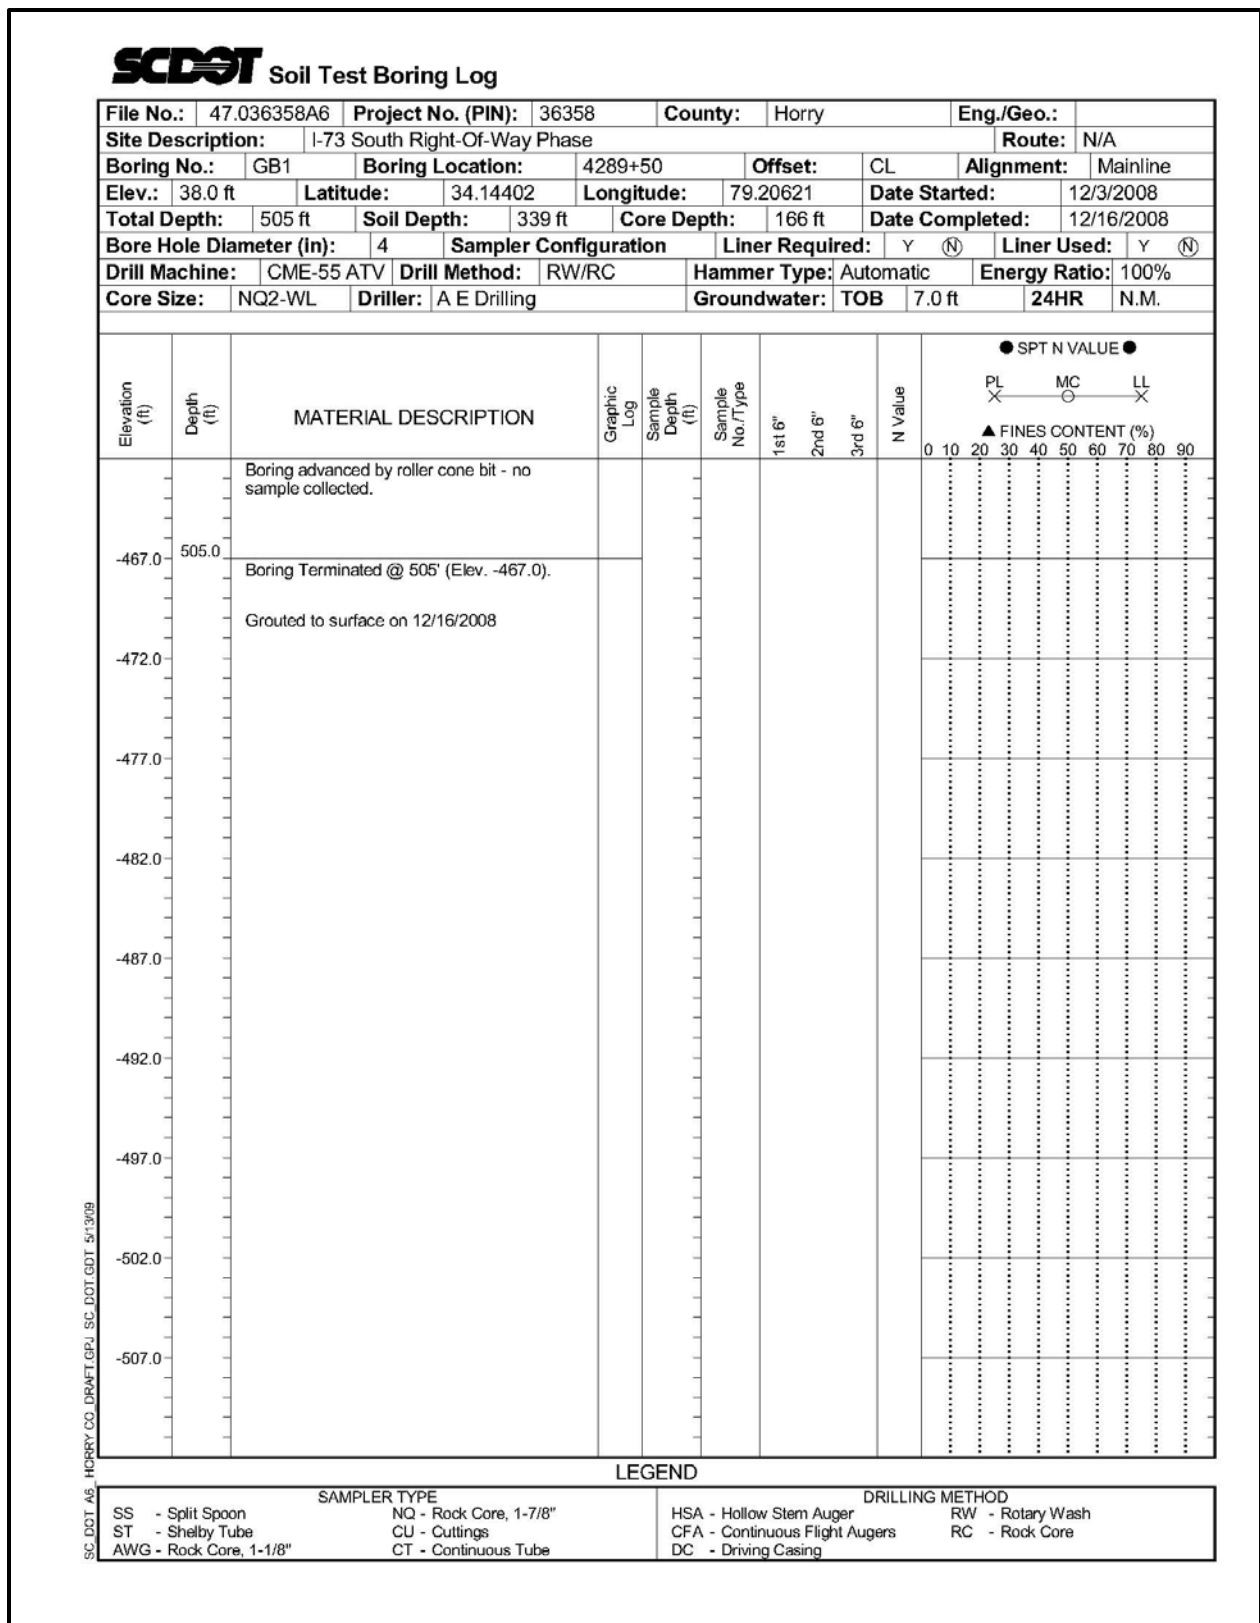 SCDOT Soil Test Boring Log
File No.: 47.036358A6 Project No. (PIN): 36358 County: Horry Eng./Geo.:
Site Description: I-73 South Right-Of-Way Phase Route: N/A
Boring No.: GB1 Boring Location: 4289+50 Offset: CL Alignment: Mainline
Elev.: 38.0 ft Latitude: 34.14402 Longitude: 79.20621 Date Started: 12/3/2008
Total Depth: 505 ft Soil Depth: 339 ft Core Depth: 166 ft Date Completed: 12/16/2008
Bore Hole Diameter (in): 4 Sampler Configuration Liner Required: Y N Liner Used: Y N
Drill Machine: CME-55 ATV Drill Method: RW/RC Hammer Type: Automatic Energy Ratio: 100%
Core Size: NQ2-WL Driller: A E Drilling Groundwater: TOB 7.0 ft 24HR N.M.
Elevation (ft) Depth (ft) MATERIAL DESCRIPTION Graphic Log Sample Depth (ft) Sample No./Type 1st 6" 2nd 6" 3rd 6" N Value
● SPT N VALUE ●
PL MC LL
▲ FINES CONTENT (%)
0 10 20 30 40 50 60 70 80 90
Boring advanced by roller cone bit - no
sample collected.
-467.0 505.0
Boring Terminated @ 505' (Elev. -467.0).
Grouted to surface on 12/16/2008
-472.0
-477.0
-482.0
-487.0
-492.0
-497.0
-502.0
-507.0
SC_DOT A6_ HORRY CO_DRAFT.GPJ SC_DOT.GDT 5/13/09
LEGEND
SAMPLER TYPE DRILLING METHOD
SS - Split Spoon NQ - Rock Core, 1-7/8" HSA - Hollow Stem Auger RW - Rotary Wash
ST - Shelby Tube CU - Cuttings CFA - Continuous Flight Augers RC - Rock Core
AWG - Rock Core, 1-1/8" CT - Continuous Tube DC - Driving Casing